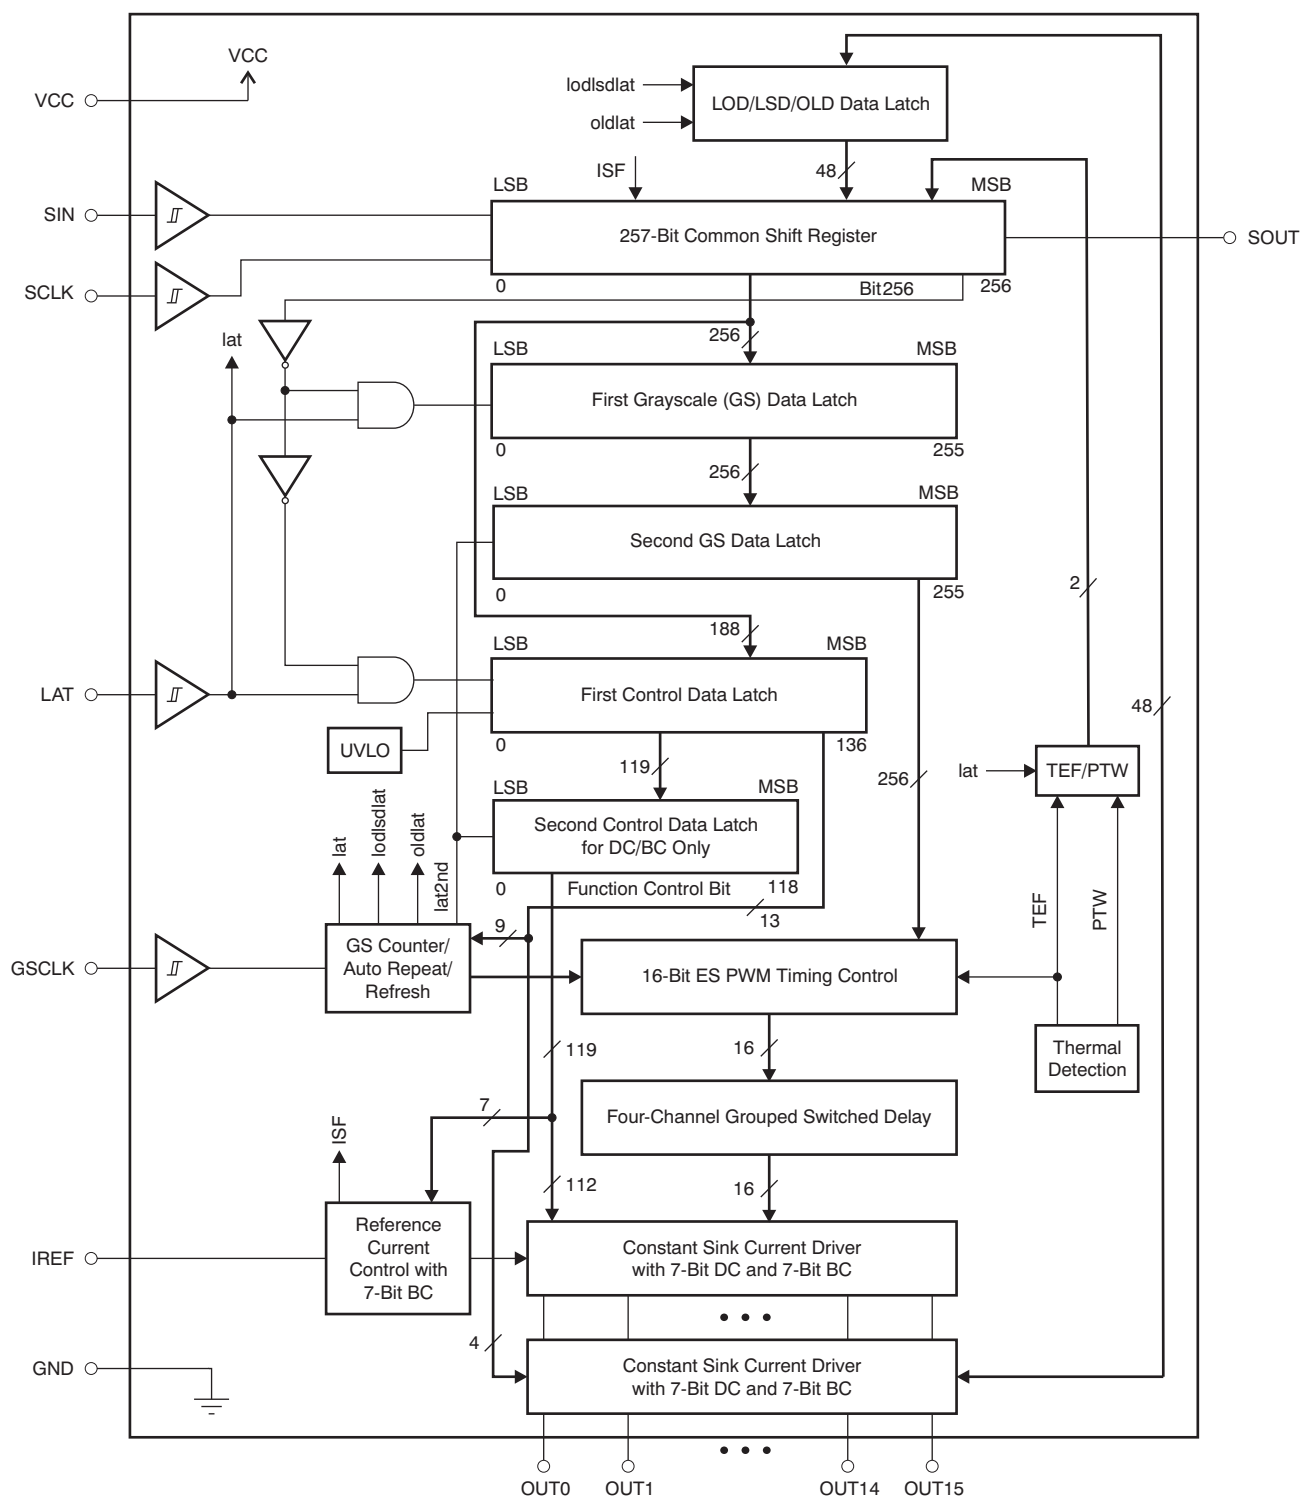 VCC
VCC
lodlsdlat
LOD/LSD/OLD Data Latch
oldlat
ISF
48
LSB
MSB
SIN
257-Bit Common Shift Register
SOUT
SCLK
0
Bit256
256
lat
256
LSB
MSB
First Grayscale (GS) Data Latch
0
255
256
LSB
MSB
Second GS Data Latch
0
255
2
188
LSB
MSB
LAT
First Control Data Latch
48
UVLO
0
136
119
256
lat
TEF/PTW
LSB
MSB
lat
lodlsdlat
oldlat
lat2nd
Second Control Data Latch
for DC/BC Only
0
Function Control Bit
118
13
9
TEF
PTW
GSCLK
GS Counter/
Auto Repeat/
Refresh
16-Bit ES PWM Timing Control
119
16
Thermal
Detection
7
Four-Channel Grouped Switched Delay
ISF
112
16
IREF
Reference
Current
Control with
7-Bit BC
Constant Sink Current Driver
with 7-Bit DC and 7-Bit BC
• • •
4
GND
Constant Sink Current Driver
with 7-Bit DC and 7-Bit BC
• • •
OUT0
OUT1
OUT14
OUT15